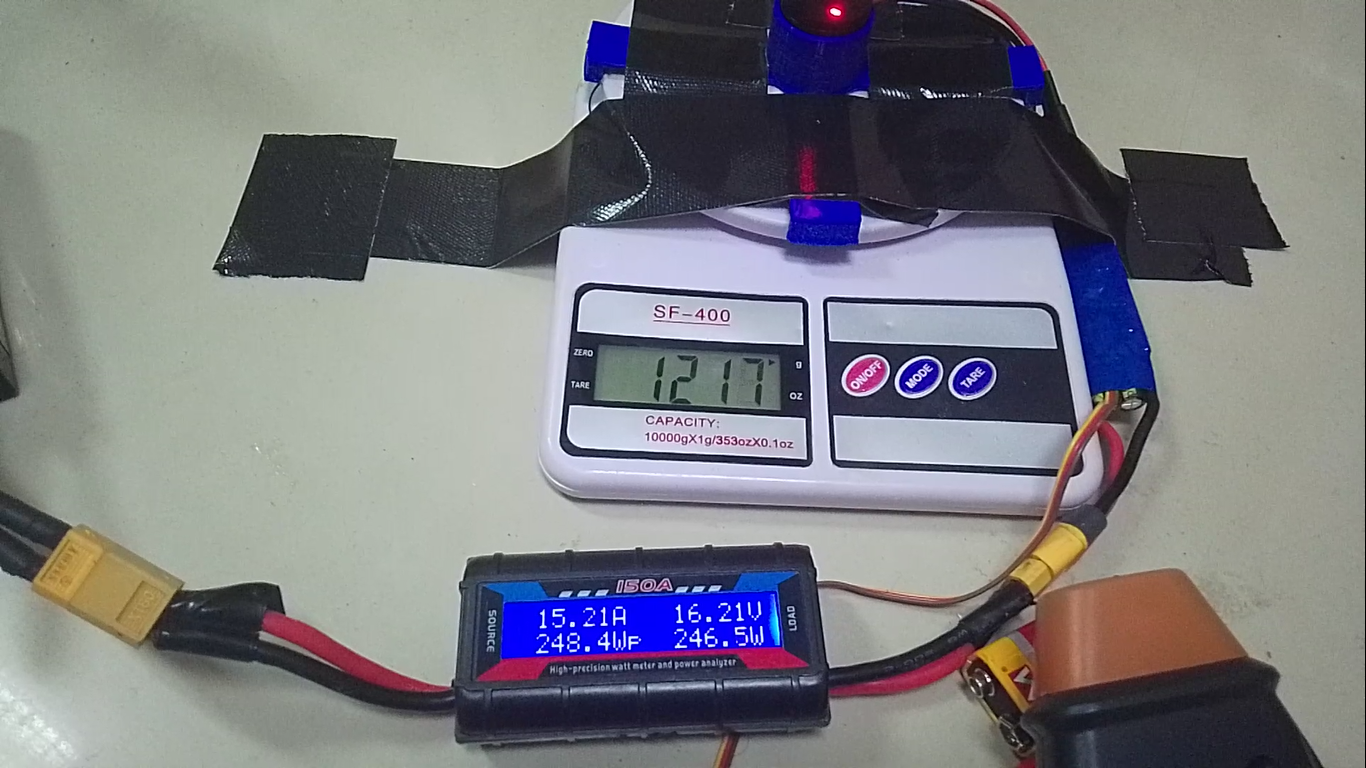 SF-400
ZERO
1217
g
TARE
OZ
CAPACITY:
10000gX1g/353ozX0.1oz
ON/OFF
MODE
TARE
150A
SOURCE
15.21A 16.21V
248.4Wp 246.5W
LOAD
High-precision watt meter and power analyzer